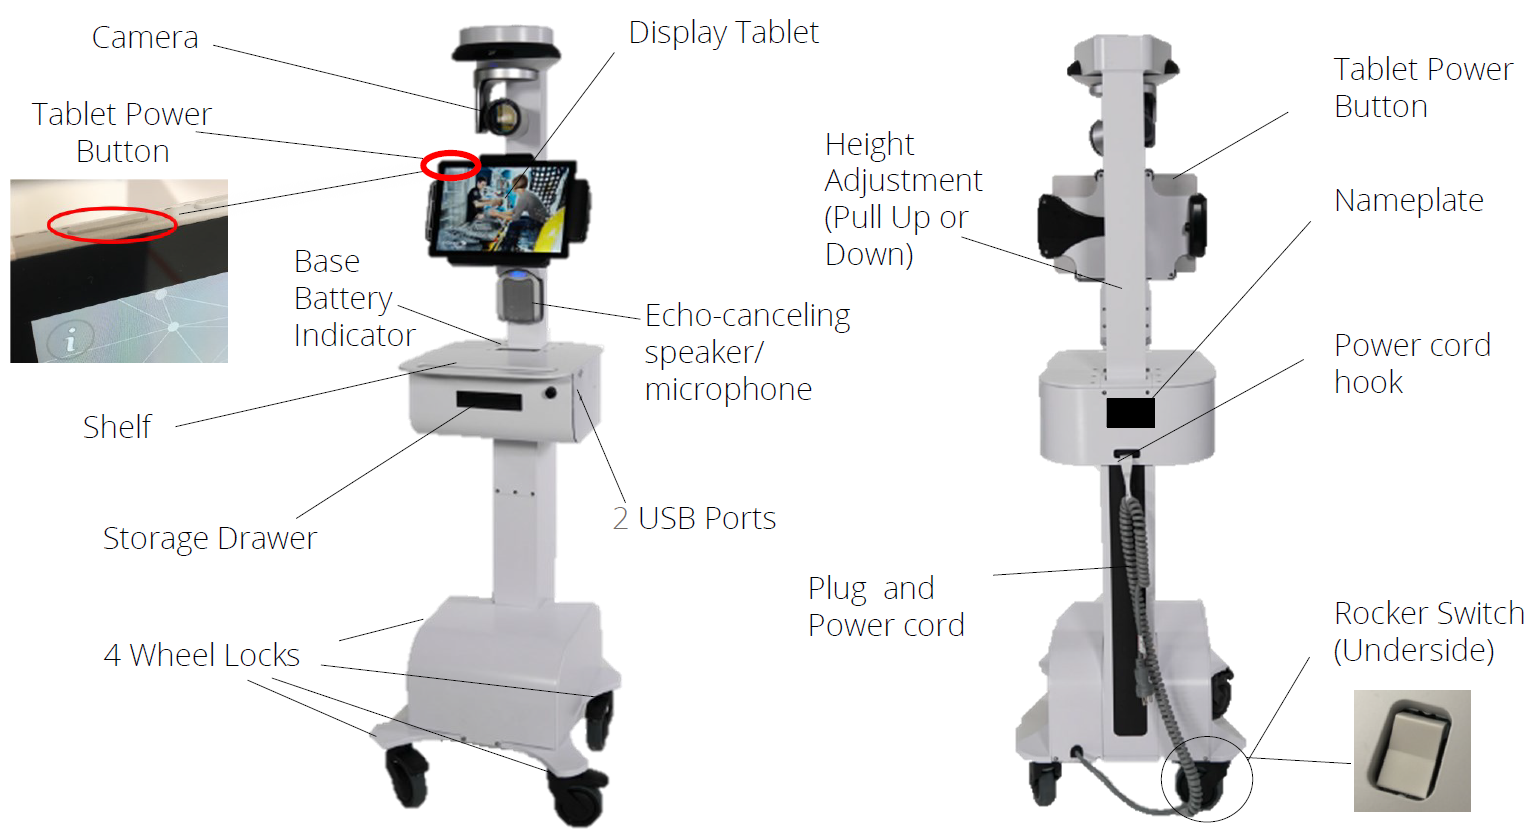 Camera
Display Tablet
Tablet Power
Button
Base
Battery
Indicator
Echo-canceling
speaker/
microphone
Shelf
Storage Drawer
2 USB Ports
4 Wheel Locks
i
Height
Adjustment
(Pull Up or
Down)
Tablet Power
Button
Nameplate
Power cord
hook
Plug and
Power cord
Rocker Switch
(Underside)